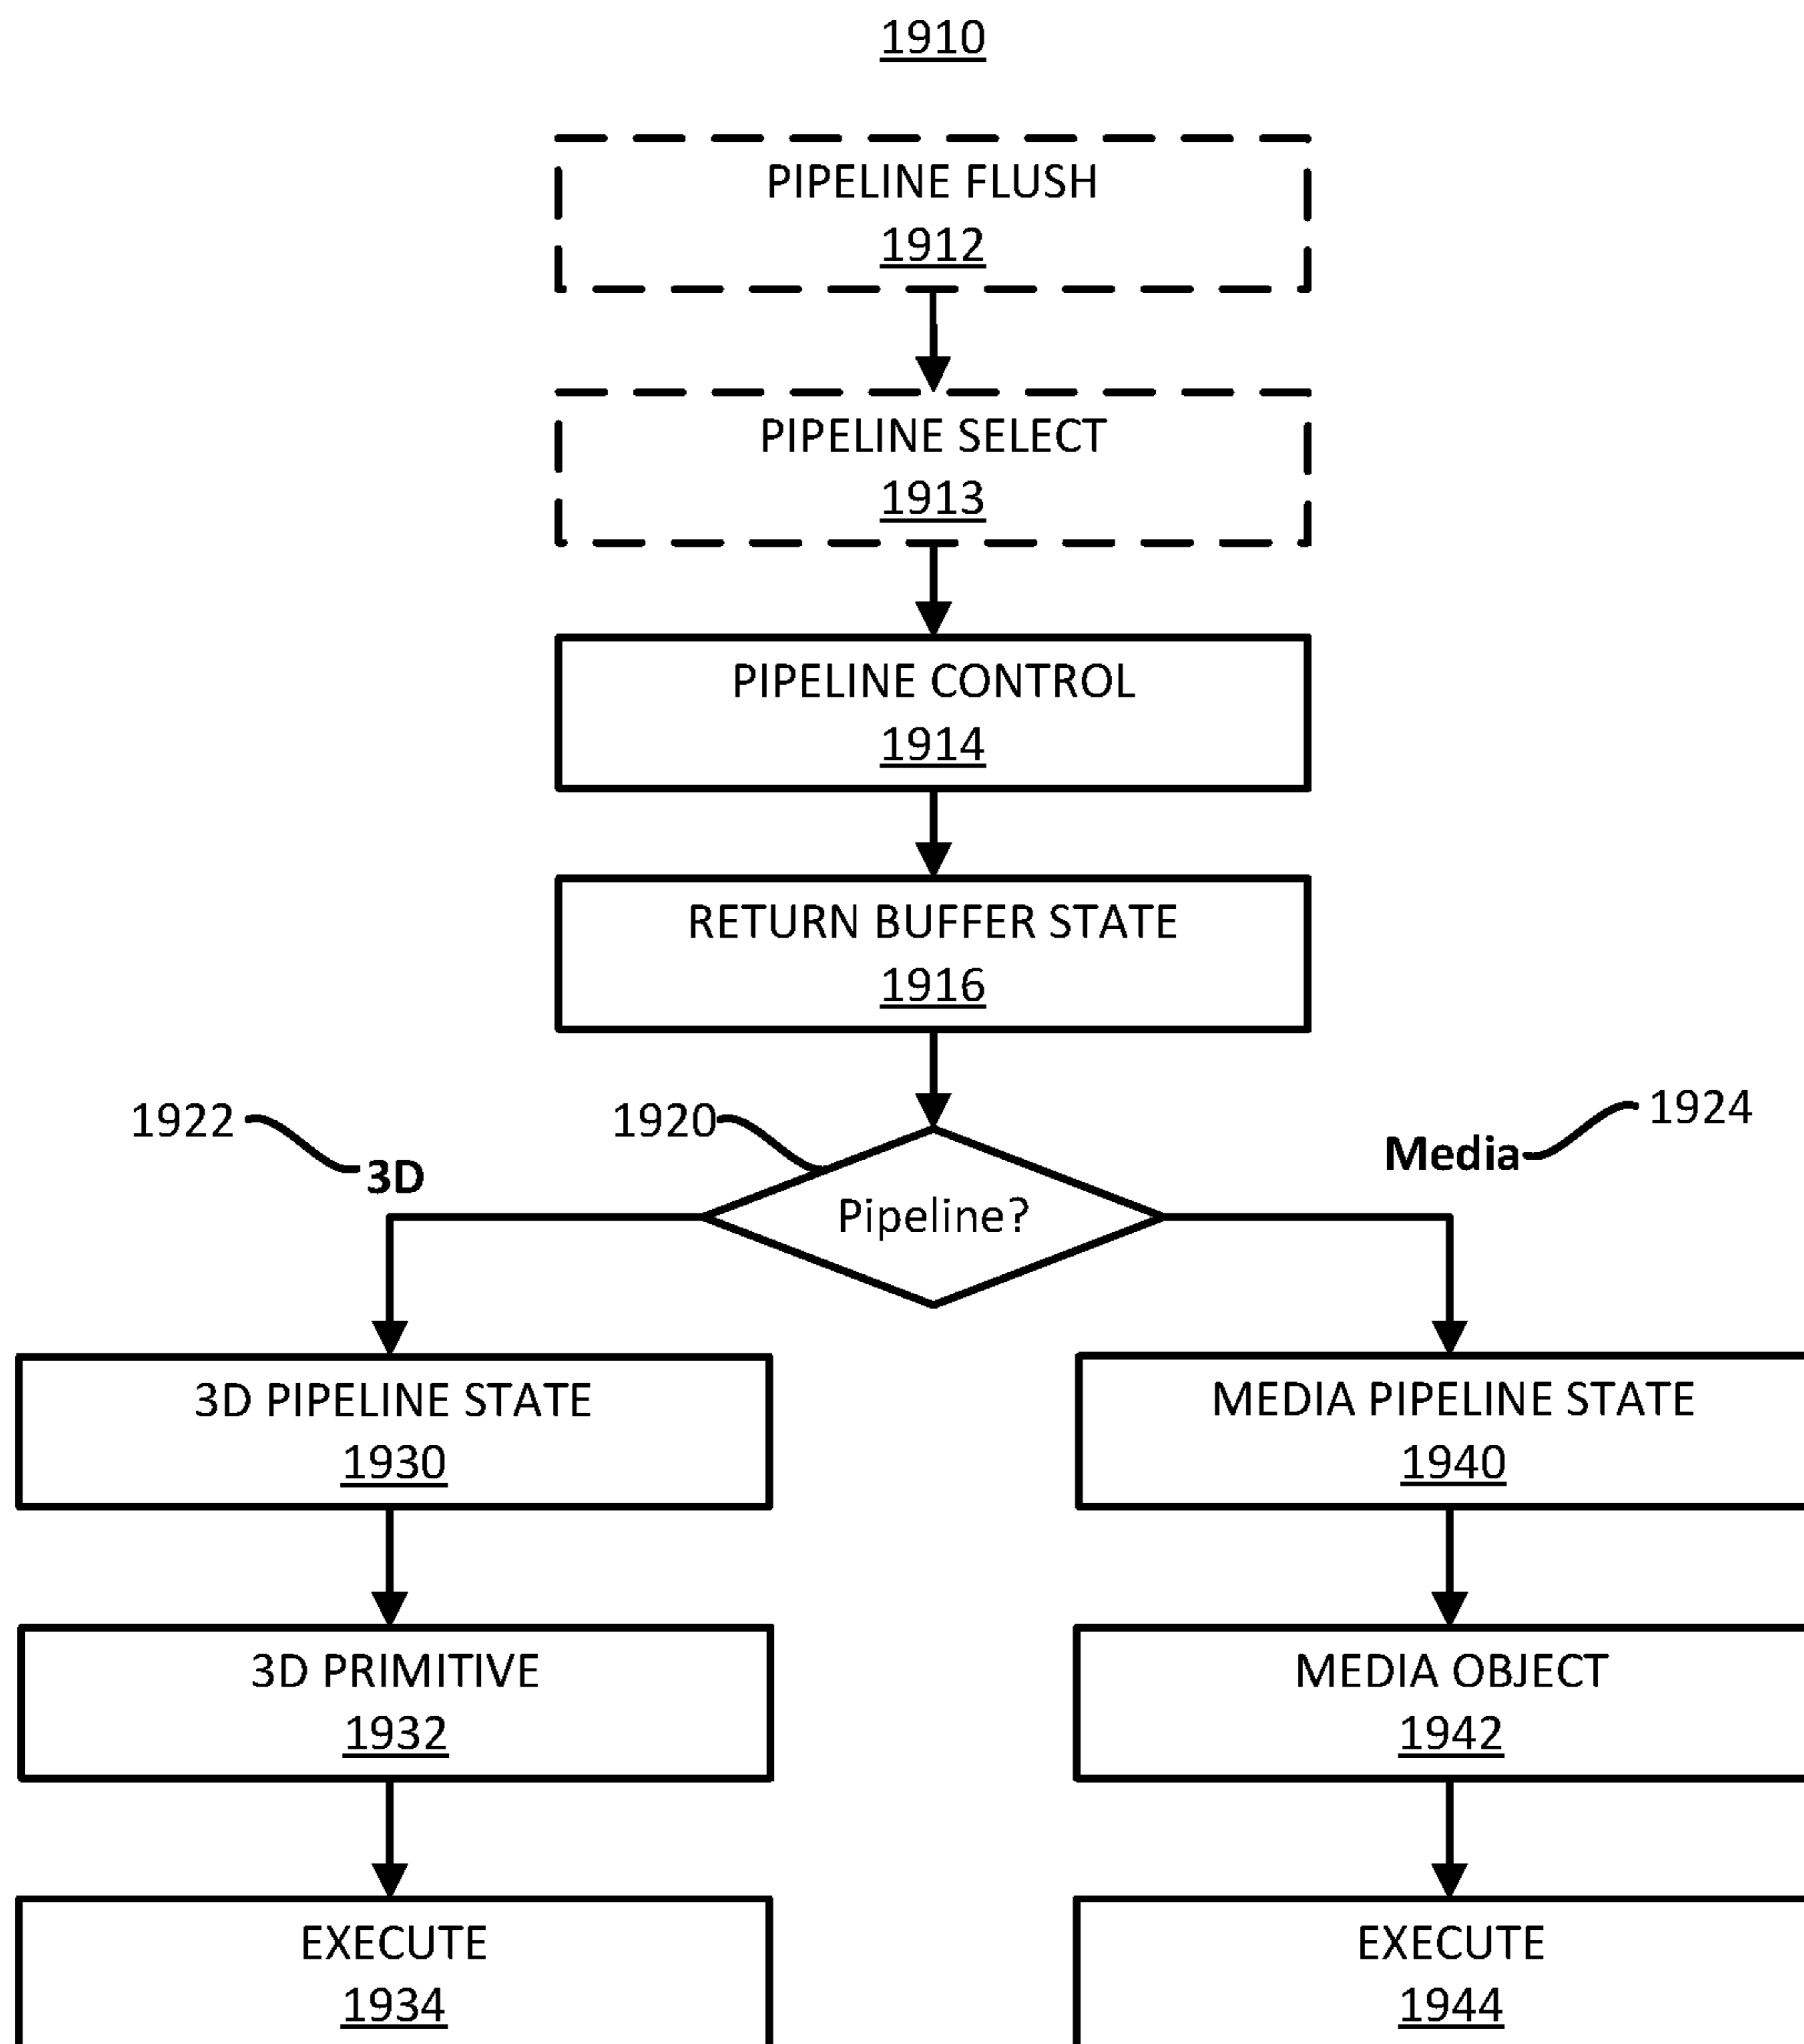 1910
PIPELINE FLUSH
1912
PIPELINE SELECT
1913
PIPELINE CONTROL
1914
RETURN BUFFER STATE
1916
1922
1920
1924
3D
Media
Pipeline?
3D PIPELINE STATE
1930
MEDIA PIPELINE STATE
1940
3D PRIMITIVE
1932
MEDIA OBJECT
1942
EXECUTE
1934
EXECUTE
1944